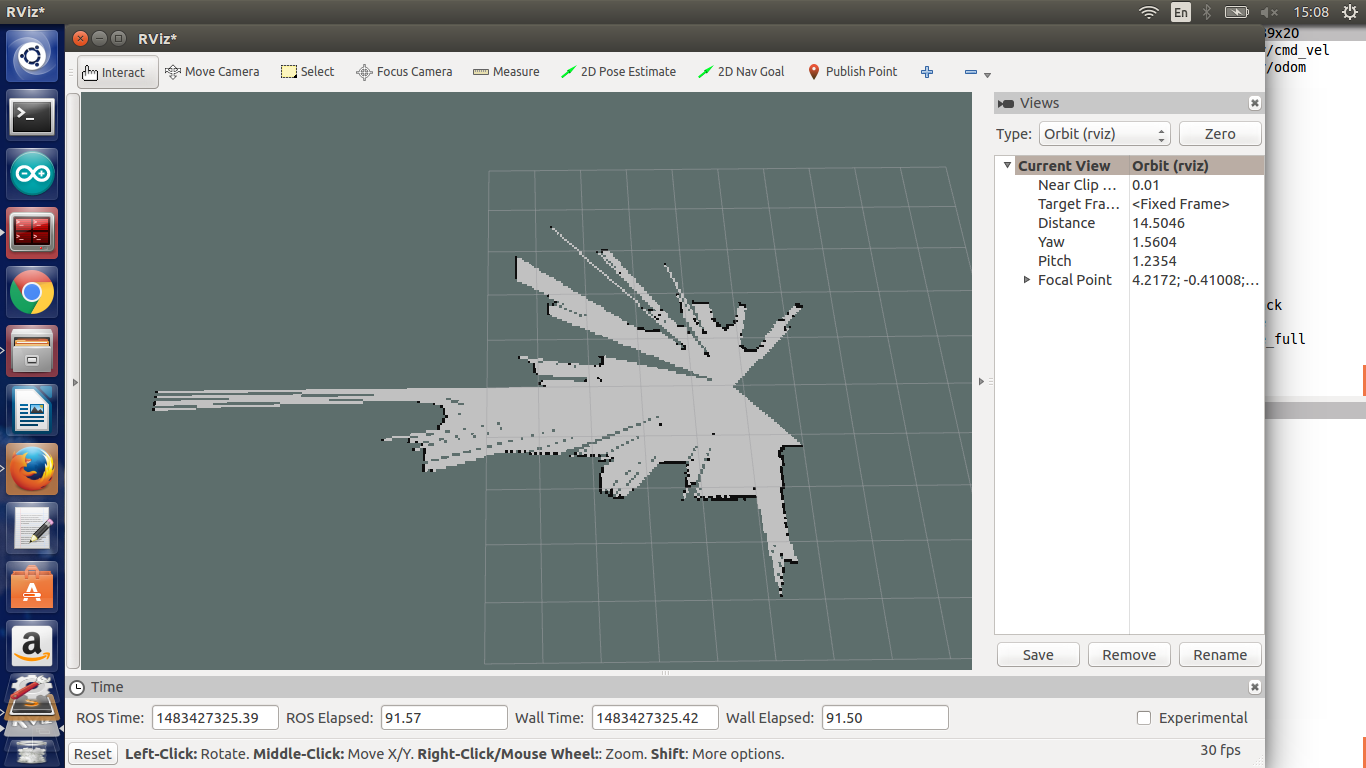 RViz*
En
15:08
RViz*
39x20
Interact
Move Camera
Select
Focus Camera
Measure
2D Pose Estimate
2D Nav Goal
Publish Point
/cmd_vel
/odom
Views
Type: Orbit (rviz) Zero
Current View Orbit (rviz)
Near Clip ... 0.01
Target Fra... <Fixed Frame>
Distance 14.5046
Yaw 1.5604
Pitch 1.2354
Focal Point 4.2172; -0.41008;...
ck
_full
Save Remove Rename
Time
ROS Time: 1483427325.39 ROS Elapsed: 91.57 Wall Time: 1483427325.42 Wall Elapsed: 91.50 Experimental
Reset Left-Click: Rotate. Middle-Click: Move X/Y. Right-Click/Mouse Wheel:: Zoom. Shift: More options. 30 fps